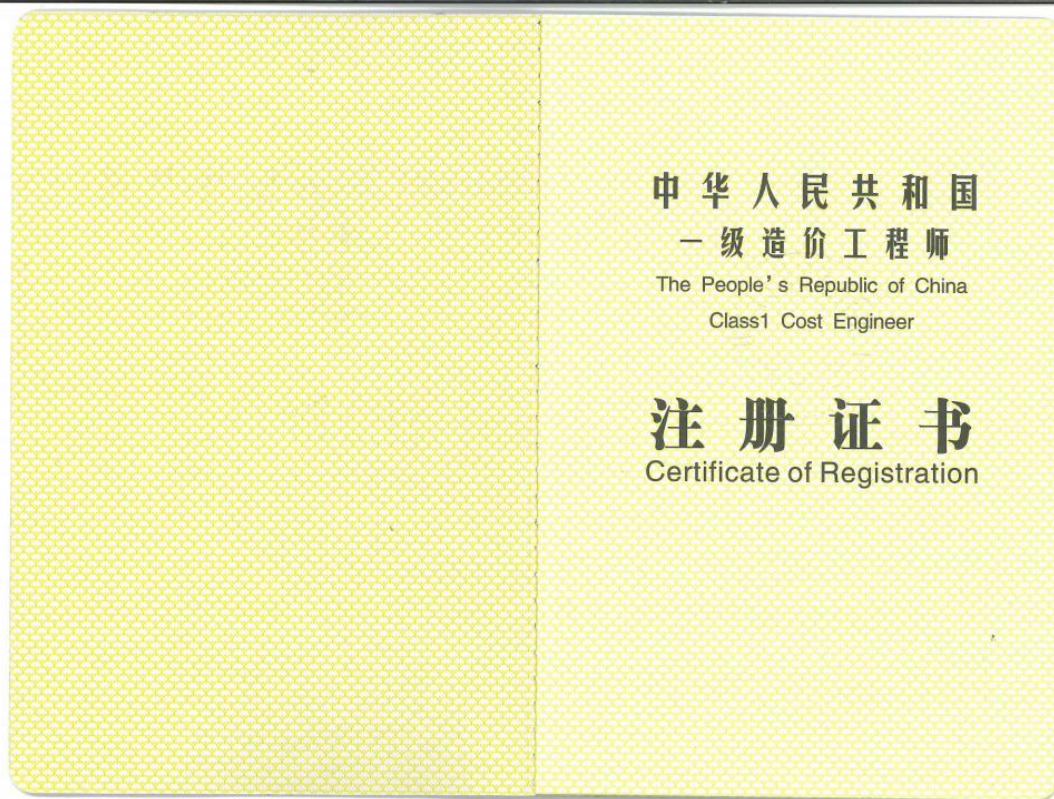 中华人民共和国
一级造价工程师
The People's Republic of China
Class1 Cost Engineer
注册证书
Certificate of Registration